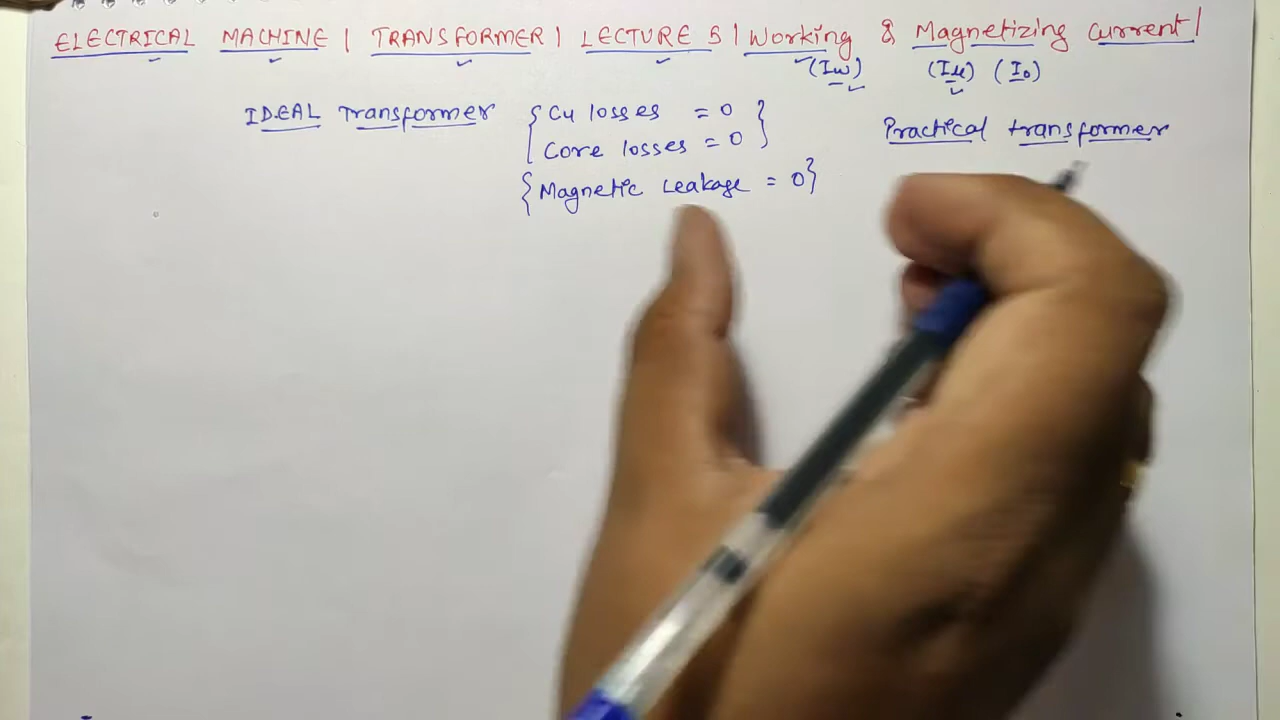 ELECTRICAL MACHINE | TRANSFORMER | LECTURE 5 | Working & Magnetizing Current |
(Iw) (Iμ) (I0)
IDEAL Transformer { Cu losses = 0 }
Core losses = 0
{ Magnetic Leakage = 0 }
Practical transformer